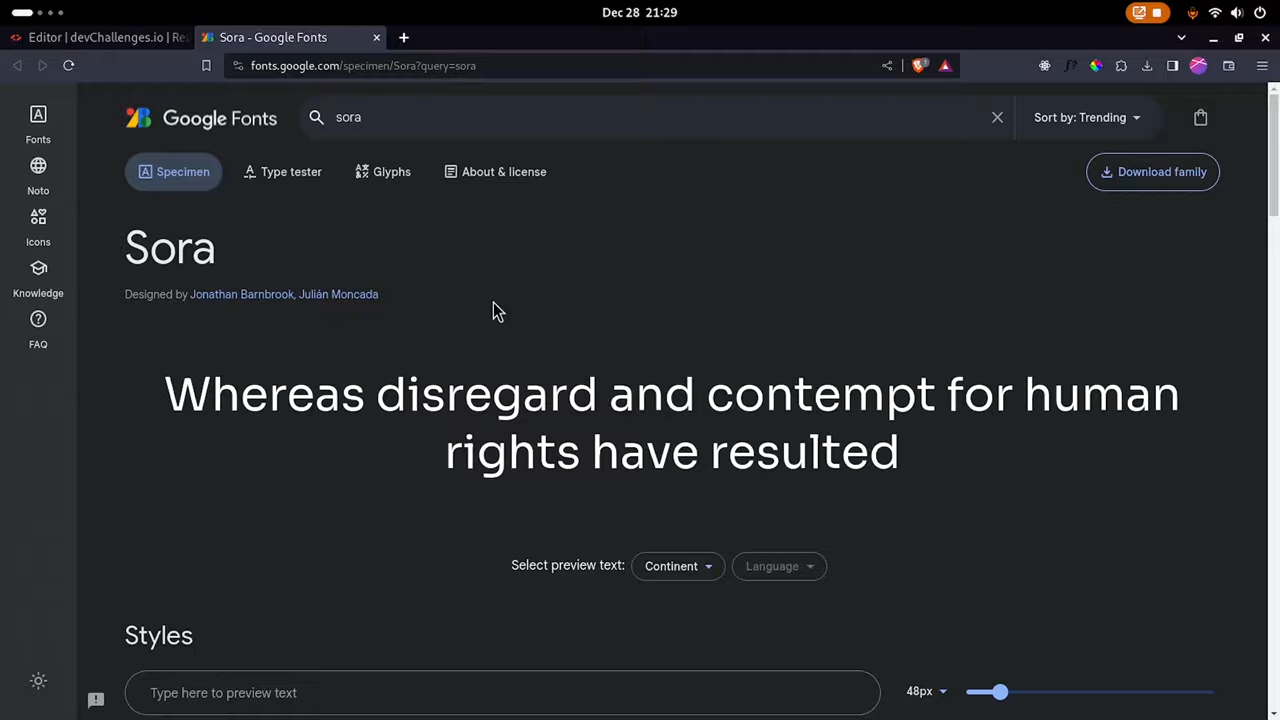 Dec 28 21:29
Editor | devChallenges.io | Re
Sora - Google Fonts
fonts.google.com/specimen/Sora?query=sora
1
f?
Google Fonts
sora
Sort by: Trending
Fonts
Noto
Icons
Knowledge
FAQ
Specimen
Type tester
Glyphs
About & license
Download family
Sora
Designed by Jonathan Barnbrook, Julián Moncada
Whereas disregard and contempt for human
rights have resulted
Select preview text:
Continent
Language
Styles
Type here to preview text
48px